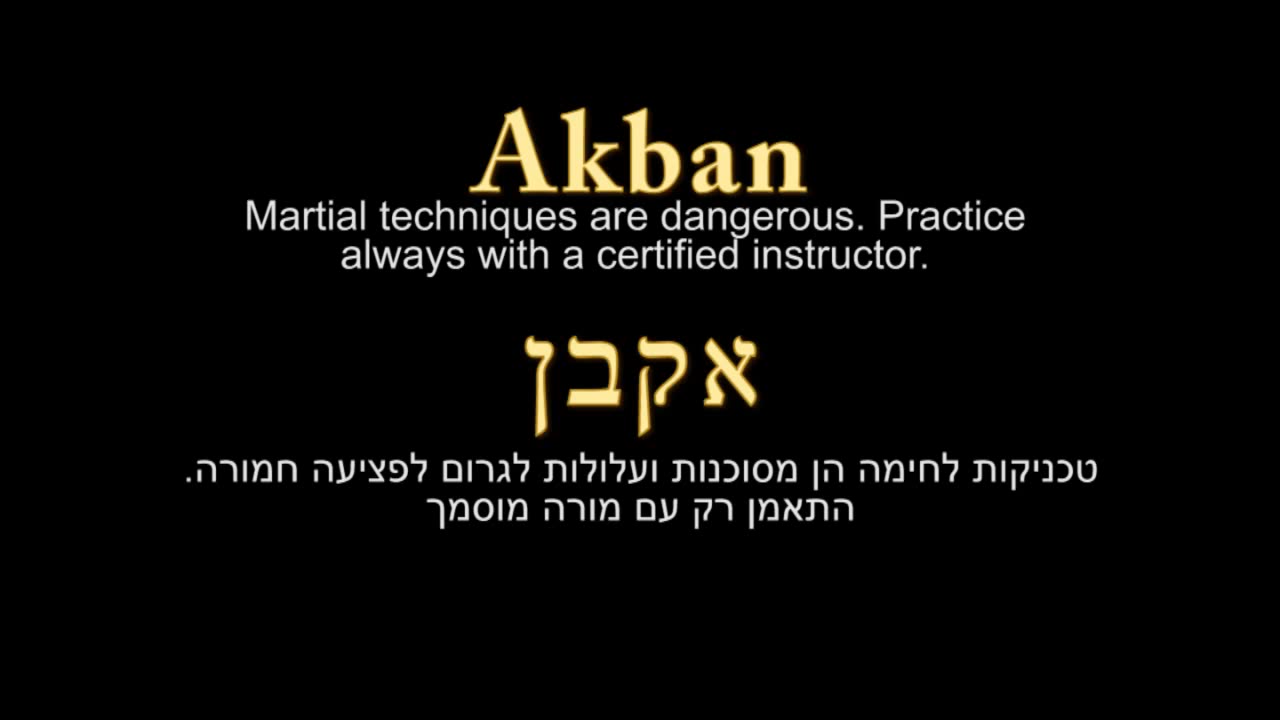 Akban
Martial techniques are dangerous. Practice
always with a certified instructor.
אקבן
טכניקות לחימה הן מסוכנות ועלולות לגרום לפציעה חמורה.
התאמן רק עם מורה מוסמך